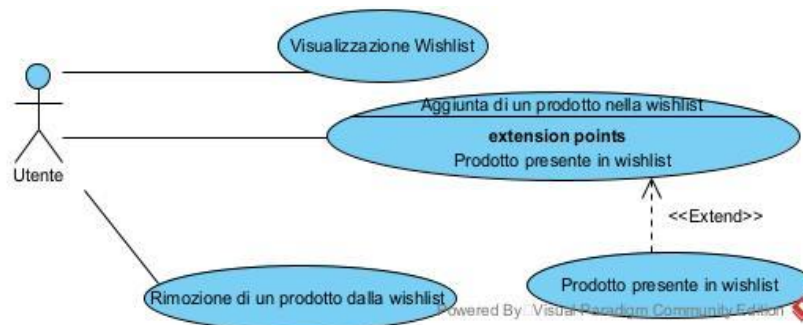 Visualizzazione Wishlist
Aggiunta di un prodotto nella wishlist
extension points
Prodotto presente in wishlist
Utente
<<Extend>>
Prodotto presente in wishlist
Rimozione di un prodotto dalla wishlist
Powered By Visual Paradigm Community Edition